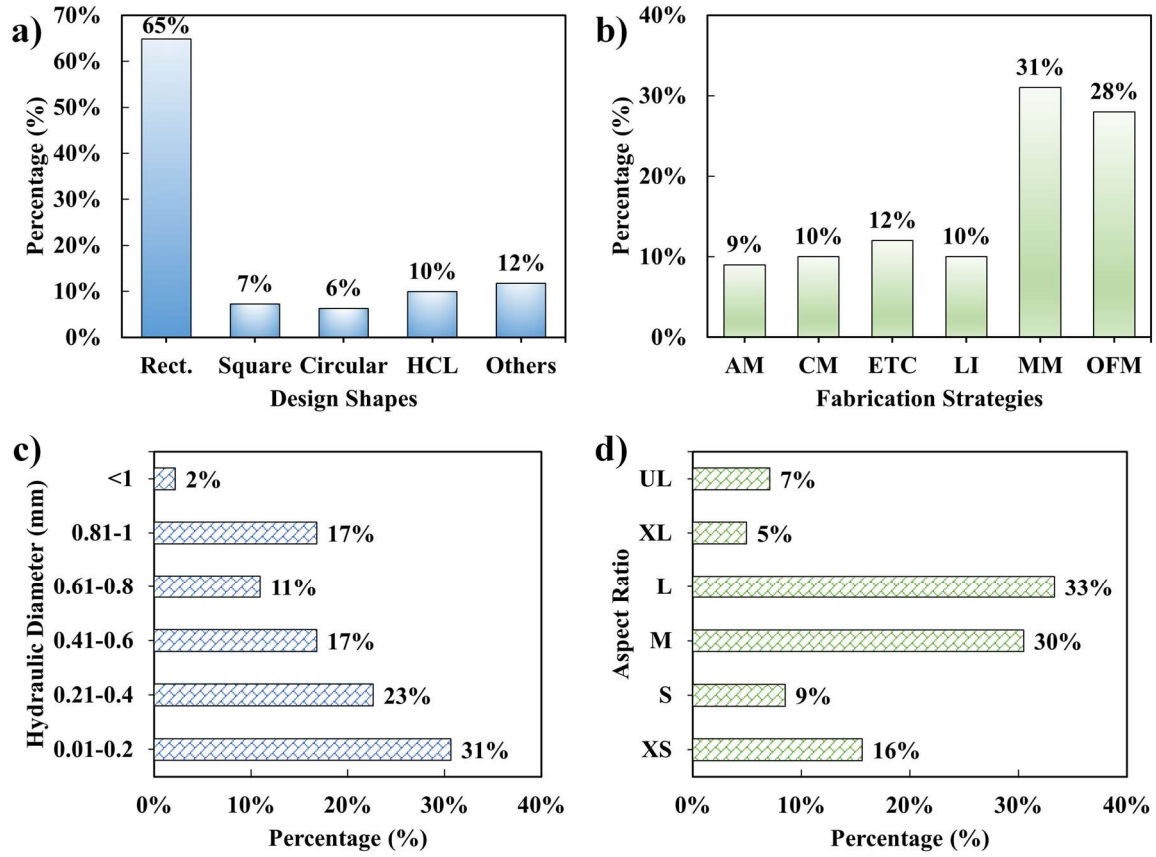 a)
70%
60%
50%
40%
30%
20%
10%
0%
Percentage (%)
65%
7%
6%
10%
12%
Rect.
Square
Circular
HCL
Others
Design Shapes
b)
40%
30%
20%
10%
0%
Percentage (%)
9%
10%
12%
10%
31%
28%
AM
CM
ETC
LI
MM
OFM
Fabrication Strategies
c)
Hydraulic Diameter (mm)
<1
2%
0.81-1
17%
0.61-0.8
11%
0.41-0.6
17%
0.21-0.4
23%
0.01-0.2
31%
0%
10%
20%
30%
40%
Percentage (%)
d)
Aspect Ratio
UL
7%
XL
5%
L
33%
M
30%
S
9%
XS
16%
0%
10%
20%
30%
40%
Percentage (%)